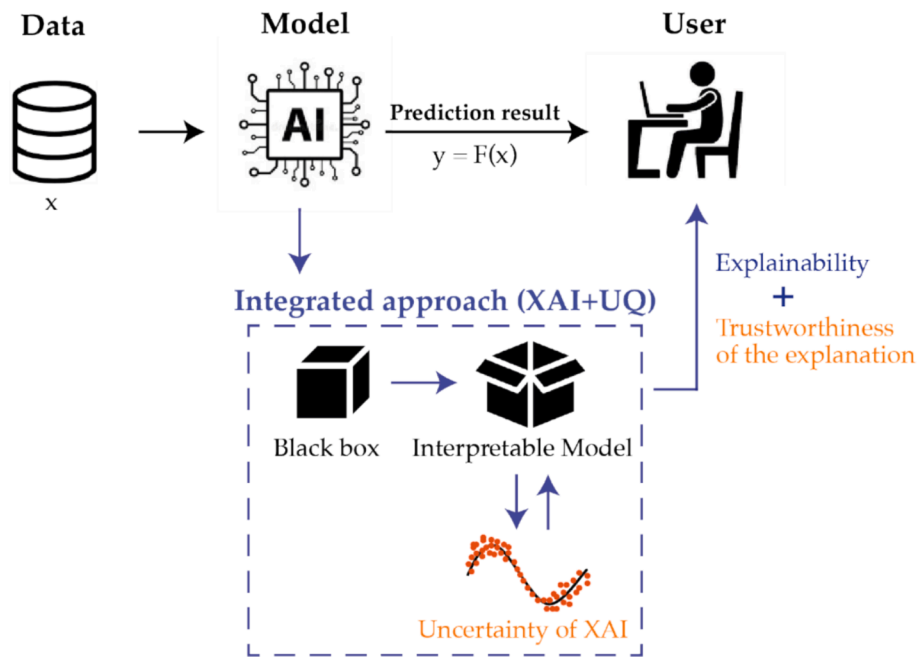 Data
Model
User
AI
Prediction result
y = F(x)
x
Explainability
+
Trustworthiness
of the explanation
Integrated approach (XAI+UQ)
Black box
Interpretable Model
Uncertainty of XAI